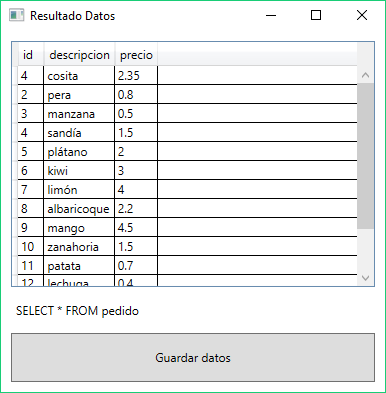 Resultado Datos
id descripcion precio
4 cosita 2.35
2 pera 0.8
3 manzana 0.5
4 sandía 1.5
5 plátano 2
6 kiwi 3
7 limón 4
8 albaricoque 2.2
9 mango 4.5
10 zanahoria 1.5
11 patata 0.7
12 lechuga 0.4
SELECT * FROM pedido
Guardar datos